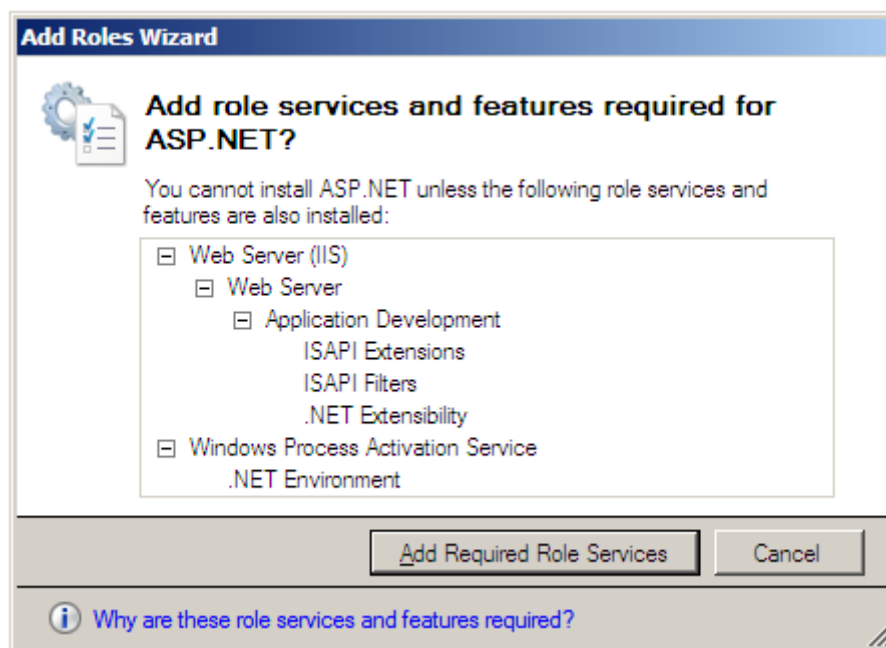 Add Roles Wizard
Add role services and features required for
ASP.NET?
You cannot install ASP.NET unless the following role services and
features are also installed:
Web Server (IIS)
Web Server
Application Development
ISAPI Extensions
ISAPI Filters
.NET Extensibility
Windows Process Activation Service
.NET Environment
Add Required Role Services
Cancel
Why are these role services and features required?